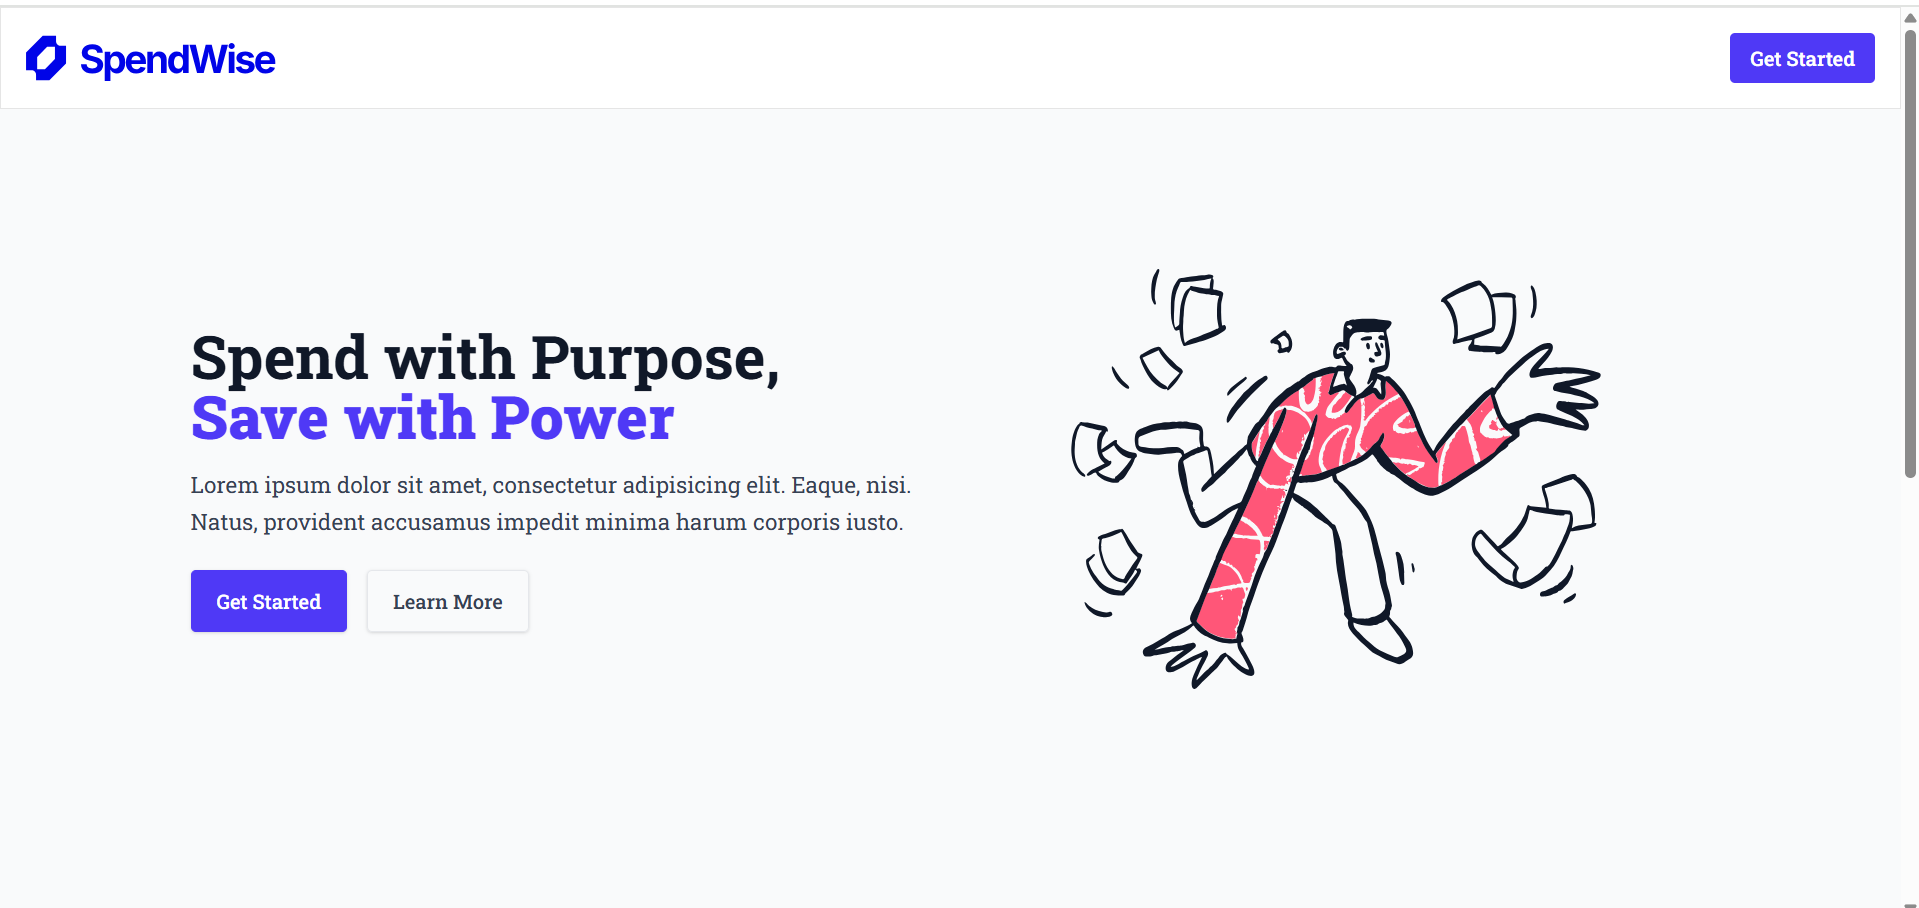 SpendWise
Get Started
Spend with Purpose,
Save with Power
Lorem ipsum dolor sit amet, consectetur adipisicing elit. Eaque, nisi.
Natus, provident accusamus impedit minima harum corporis iusto.
Get Started
Learn More